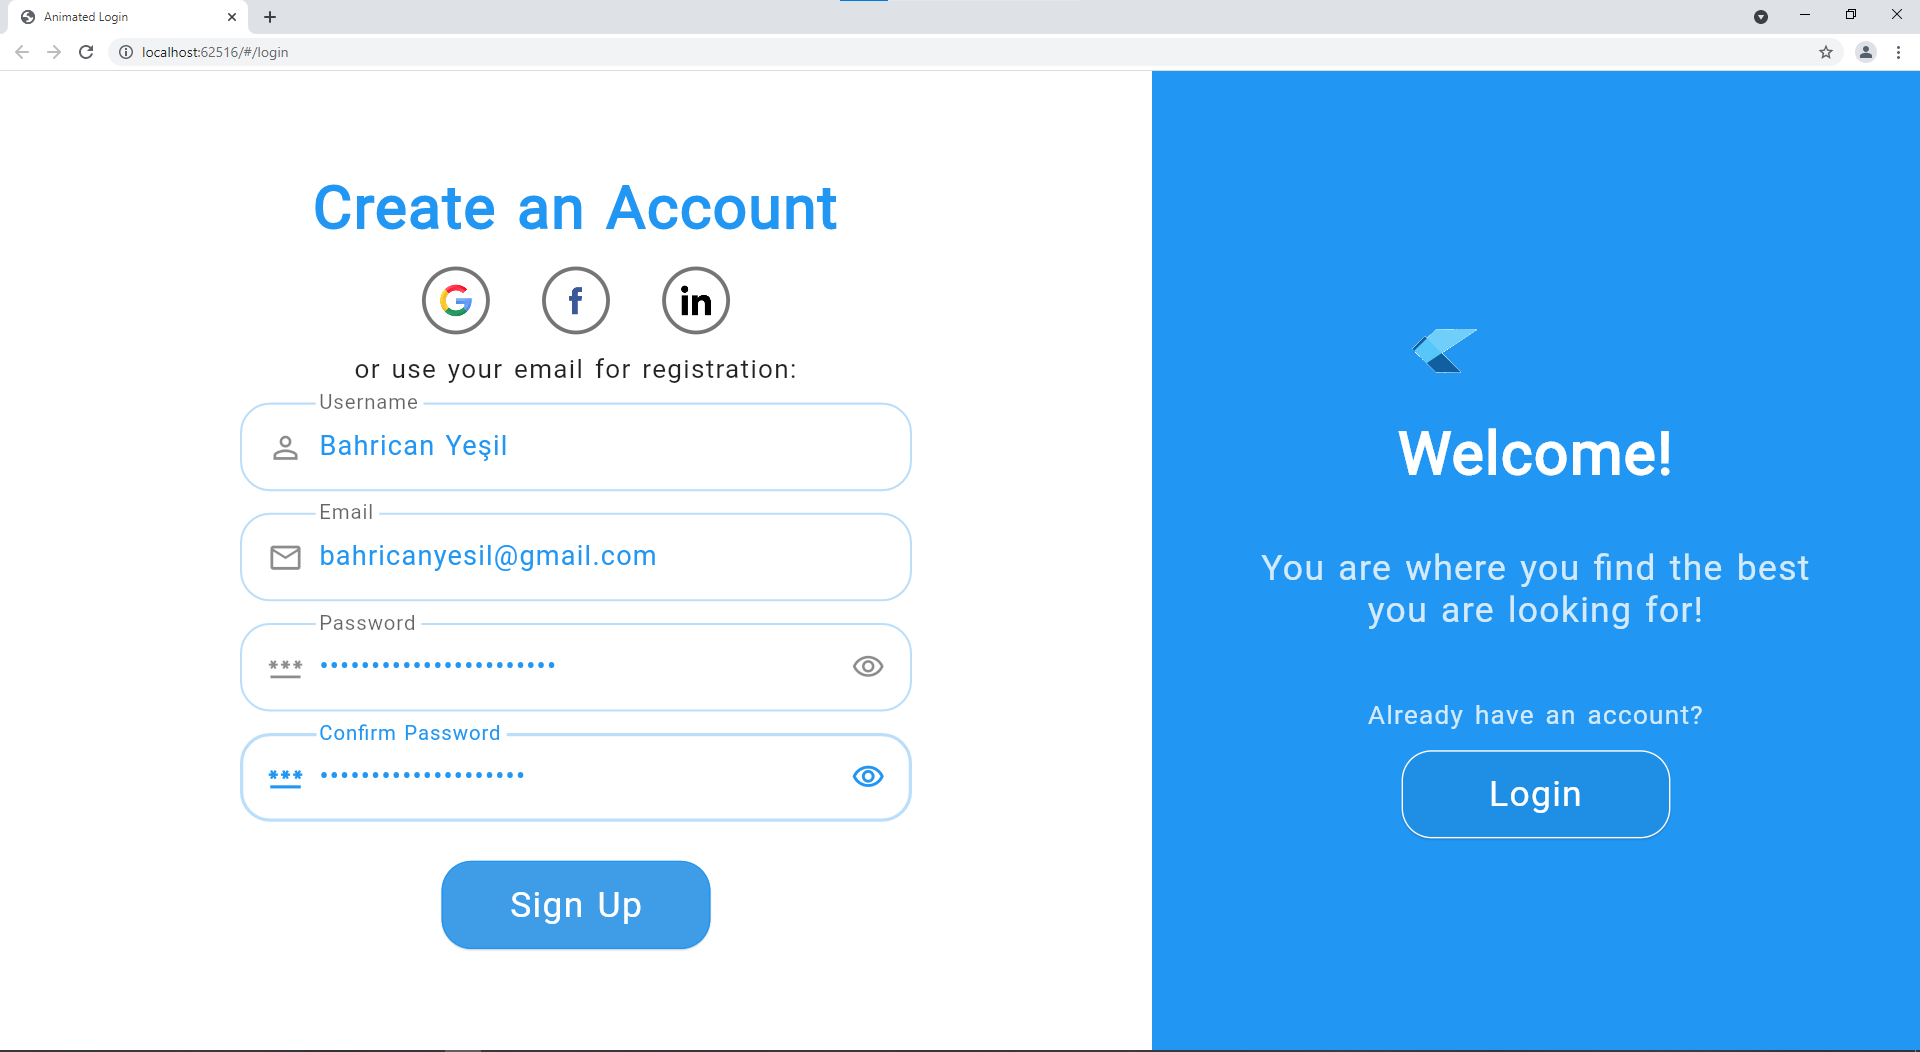 Animated Login
localhost:62516/#/login
Create an Account
G
f
in
or use your email for registration:
Username
Bahrican Yeşil
Email
bahricanyesil@gmail.com
Password
***
•••••••••••••••••••••••
Confirm Password
***
••••••••••••••••••••
Sign Up
Welcome!
You are where you find the best
you are looking for!
Already have an account?
Login